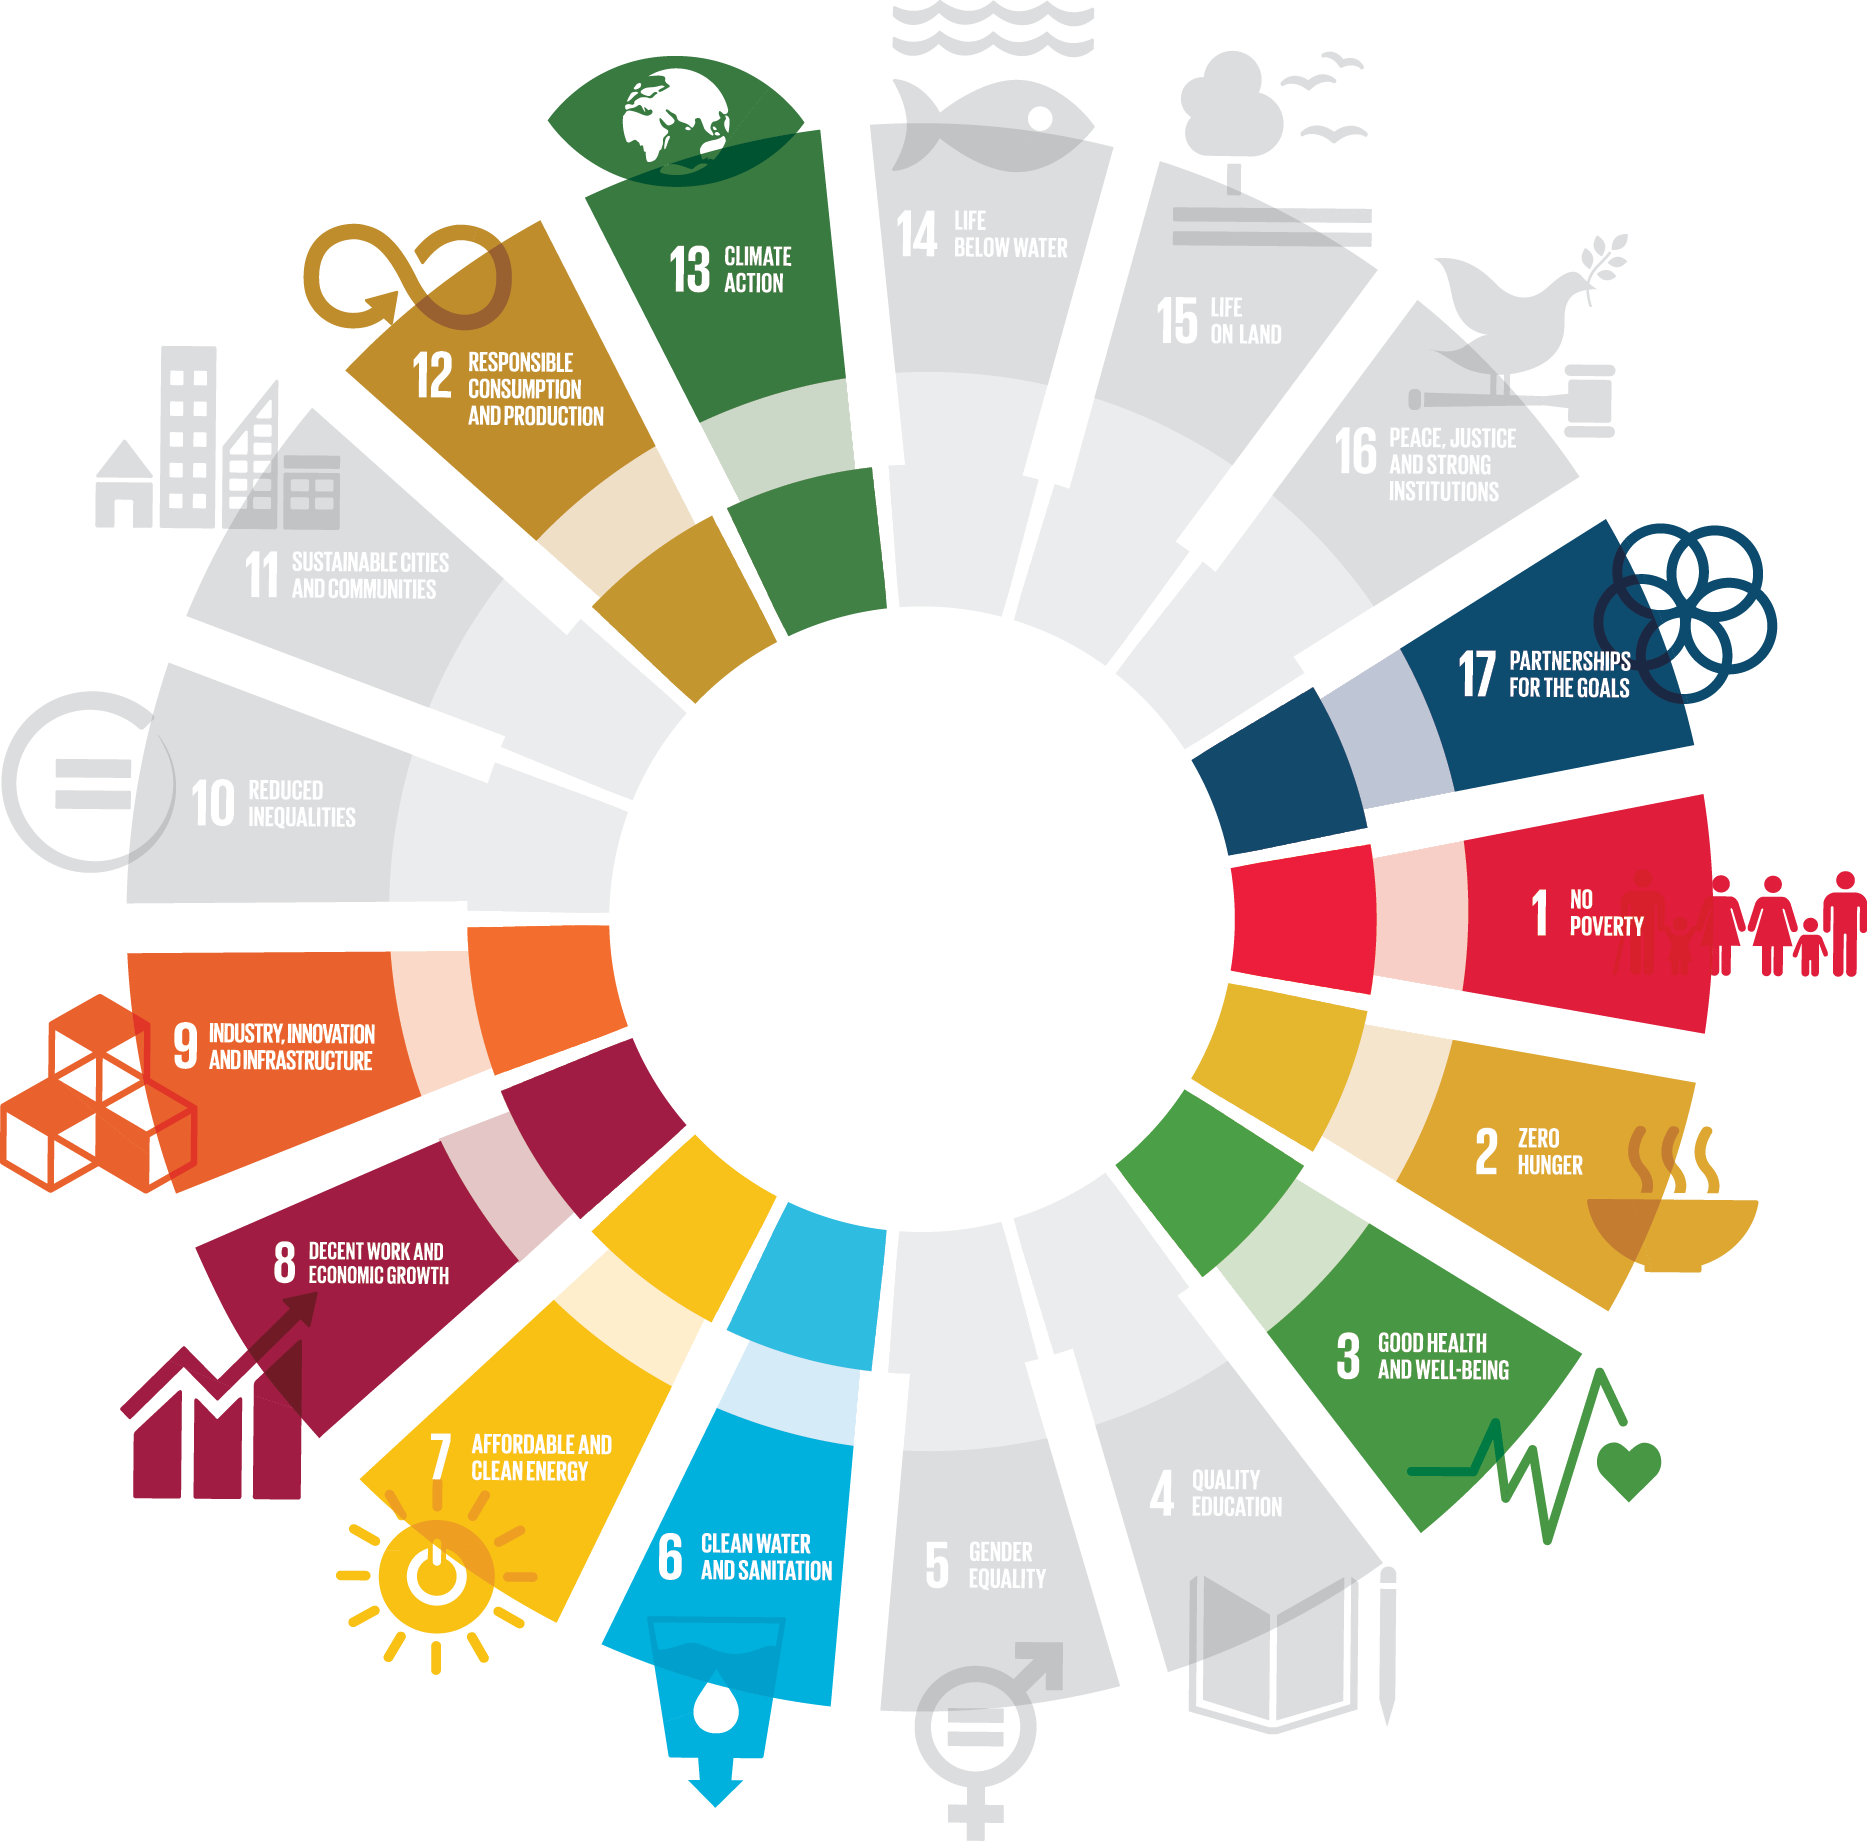 1 NO
POVERTY
2 ZERO
HUNGER
3 GOOD HEALTH
AND WELL-BEING
4 QUALITY
EDUCATION
5 GENDER
EQUALITY
6 CLEAN WATER
AND SANITATION
7 AFFORDABLE AND
CLEAN ENERGY
8 DECENT WORK AND
ECONOMIC GROWTH
9 INDUSTRY, INNOVATION
AND INFRASTRUCTURE
10 REDUCED
INEQUALITIES
11 SUSTAINABLE CITIES
AND COMMUNITIES
12 RESPONSIBLE
CONSUMPTION
AND PRODUCTION
13 CLIMATE
ACTION
14 LIFE
BELOW WATER
15 LIFE
ON LAND
16 PEACE, JUSTICE
AND STRONG
INSTITUTIONS
17 PARTNERSHIPS
FOR THE GOALS